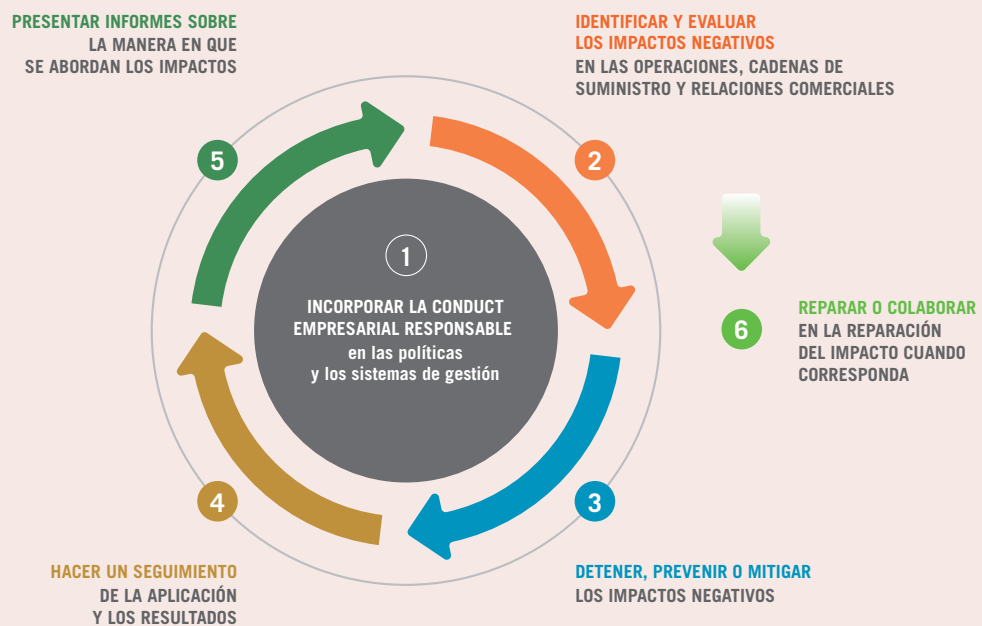 PRESENTAR INFORMES SOBRE
LA MANERA EN QUE
SE ABORDAN LOS IMPACTOS
5
IDENTIFICAR Y EVALUAR
LOS IMPACTOS NEGATIVOS
EN LAS OPERACIONES, CADENAS DE
SUMINISTRO Y RELACIONES COMERCIALES
2
1
INCORPORAR LA CONDUCT
EMPRESARIAL RESPONSABLE
en las políticas
y los sistemas de gestión
6
REPARAR O COLABORAR
EN LA REPARACIÓN
DEL IMPACTO CUANDO
CORRESPONDA
4
HACER UN SEGUIMIENTO
DE LA APLICACIÓN
Y LOS RESULTADOS
3
DETENER, PREVENIR O MITIGAR
LOS IMPACTOS NEGATIVOS